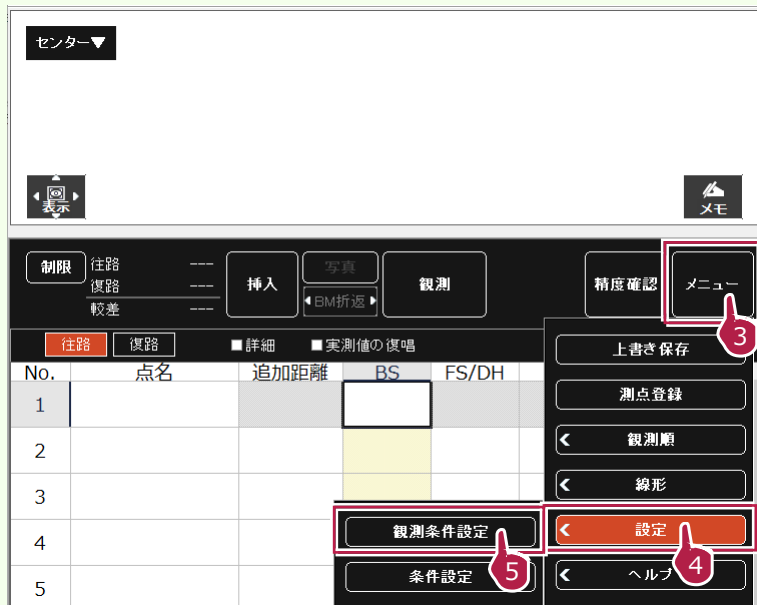 センター▼
表示
メモ
制限 往路 ---
復路 ---
較差 ---
挿入
写真
BM折返
観測
精度確認
メニュー
3
往路 復路 ■詳細 ■実測値の復唱
No. 点名 追加距離 BS FS/DH
1
2
3
4
5
上書き保存
測点登録
観測順
線形
設定
4
ヘルプ
観測条件設定
5
条件設定